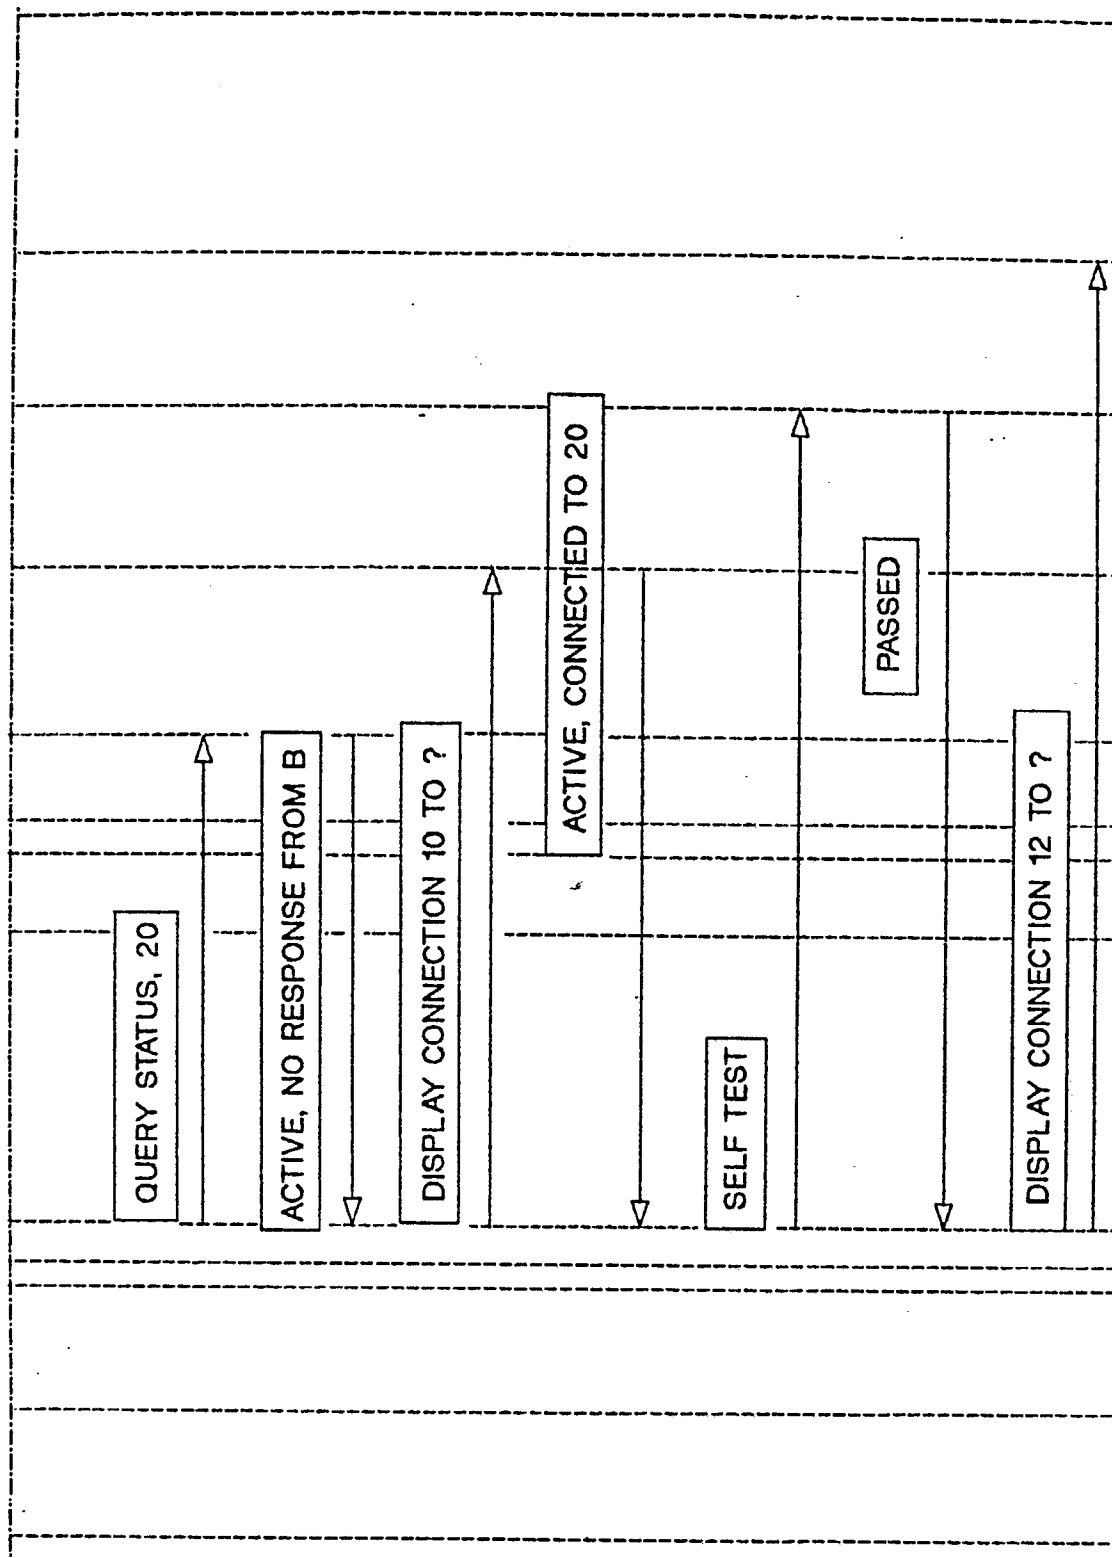 QUERY STATUS, 20
ACTIVE, NO RESPONSE FROM B
DISPLAY CONNECTION 10 TO ?
ACTIVE, CONNECTED TO 20
SELF TEST
PASSED
DISPLAY CONNECTION 12 TO ?